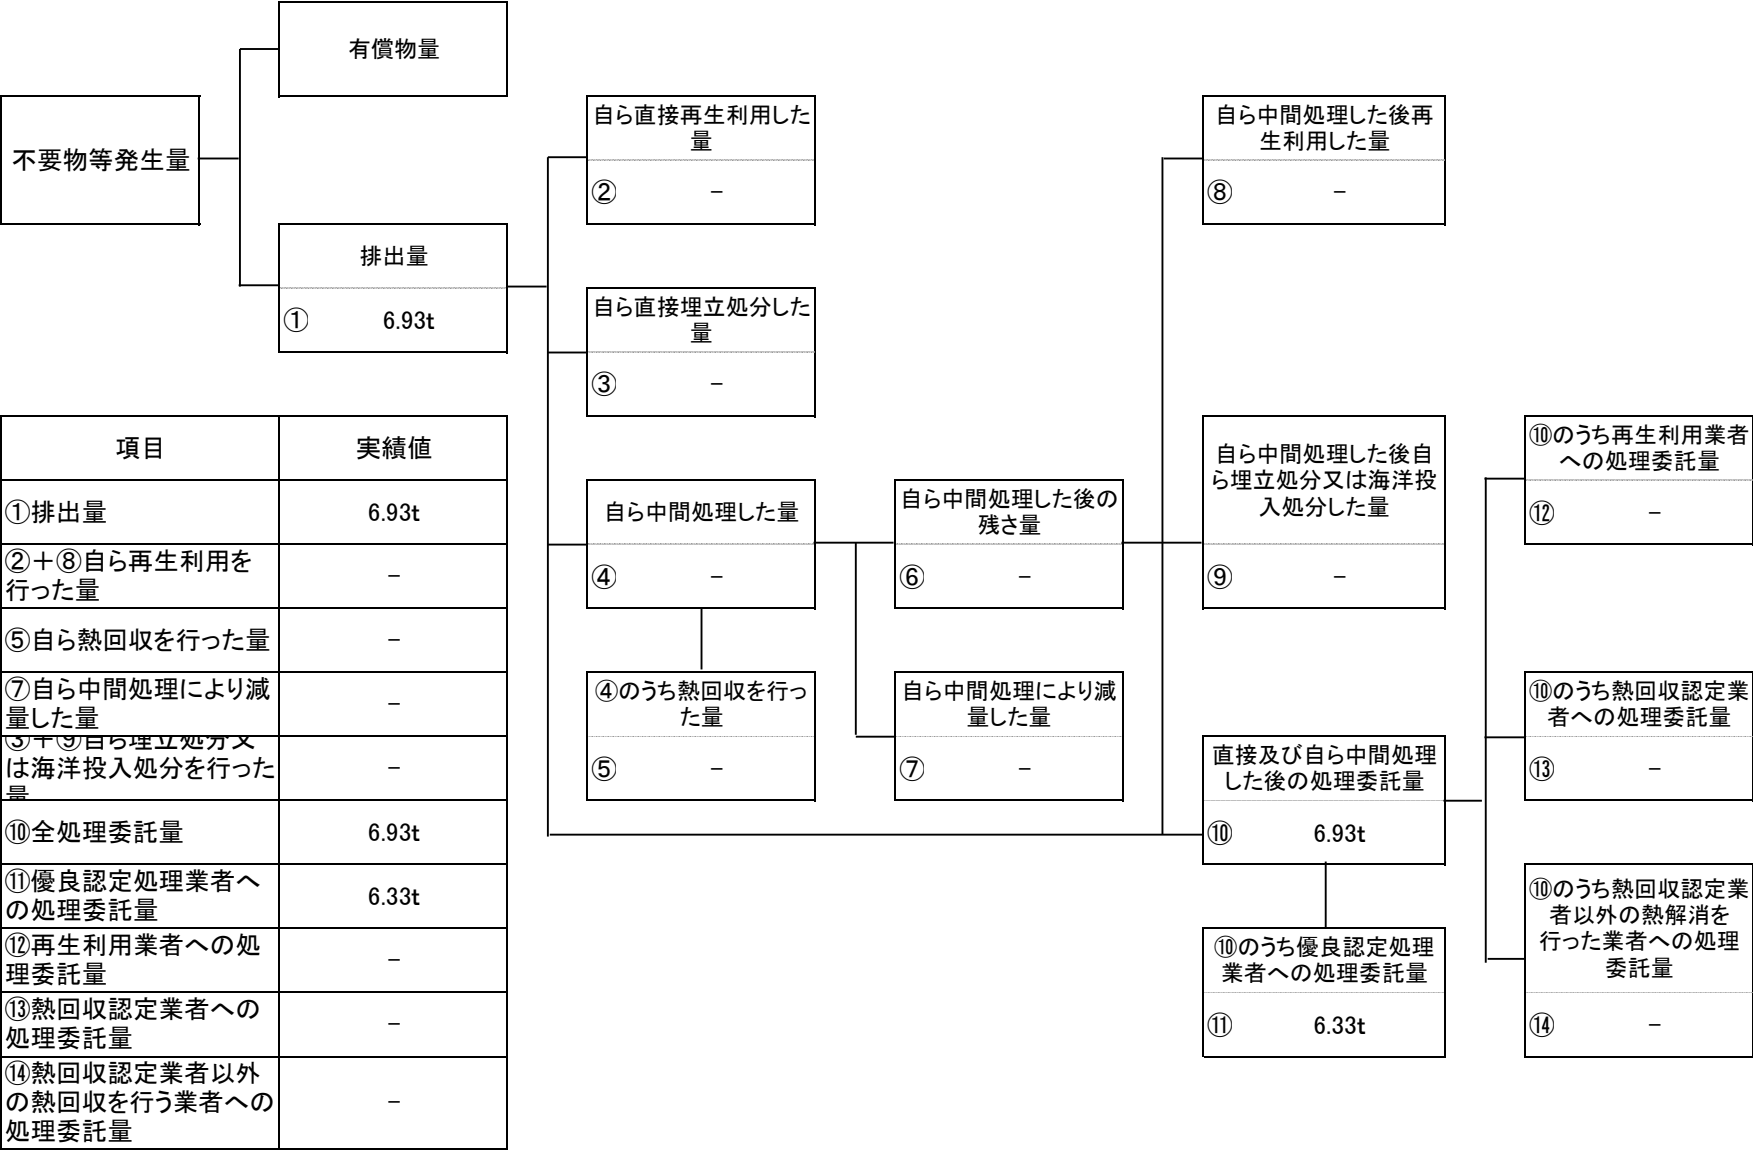 有償物量
不要物等発生量
排出量
① 6.93t
自ら直接再生利用した
量
② －
自ら直接埋立処分した
量
③ －
自ら中間処理した量
④ －
④のうち熱回収を行っ
た量
⑤ －
自ら中間処理した後の
残さ量
⑥ －
自ら中間処理により減
量した量
⑦ －
自ら中間処理した後再
生利用した量
⑧ －
自ら中間処理した後自
ら埋立処分又は海洋投
入処分した量
⑨ －
直接及び自ら中間処理
した後の処理委託量
⑩ 6.93t
⑩のうち優良認定処理
業者への処理委託量
⑪ 6.33t
⑩のうち再生利用業者
への処理委託量
⑫ －
⑩のうち熱回収認定業
者への処理委託量
⑬ －
⑩のうち熱回収認定業
者以外の熱解消を
行った業者への処理
委託量
⑭ －
項目 実績値
①排出量 6.93t
②＋⑧自ら再生利用を
行った量 －
⑤自ら熱回収を行った量 －
⑦自ら中間処理により減
量した量 －
③＋⑨自ら埋立処分又
は海洋投入処分を行った
量 －
⑩全処理委託量 6.93t
⑪優良認定処理業者へ
の処理委託量 6.33t
⑫再生利用業者への処
理委託量 －
⑬熱回収認定業者への
処理委託量 －
⑭熱回収認定業者以外
の熱回収を行う業者への
処理委託量 －